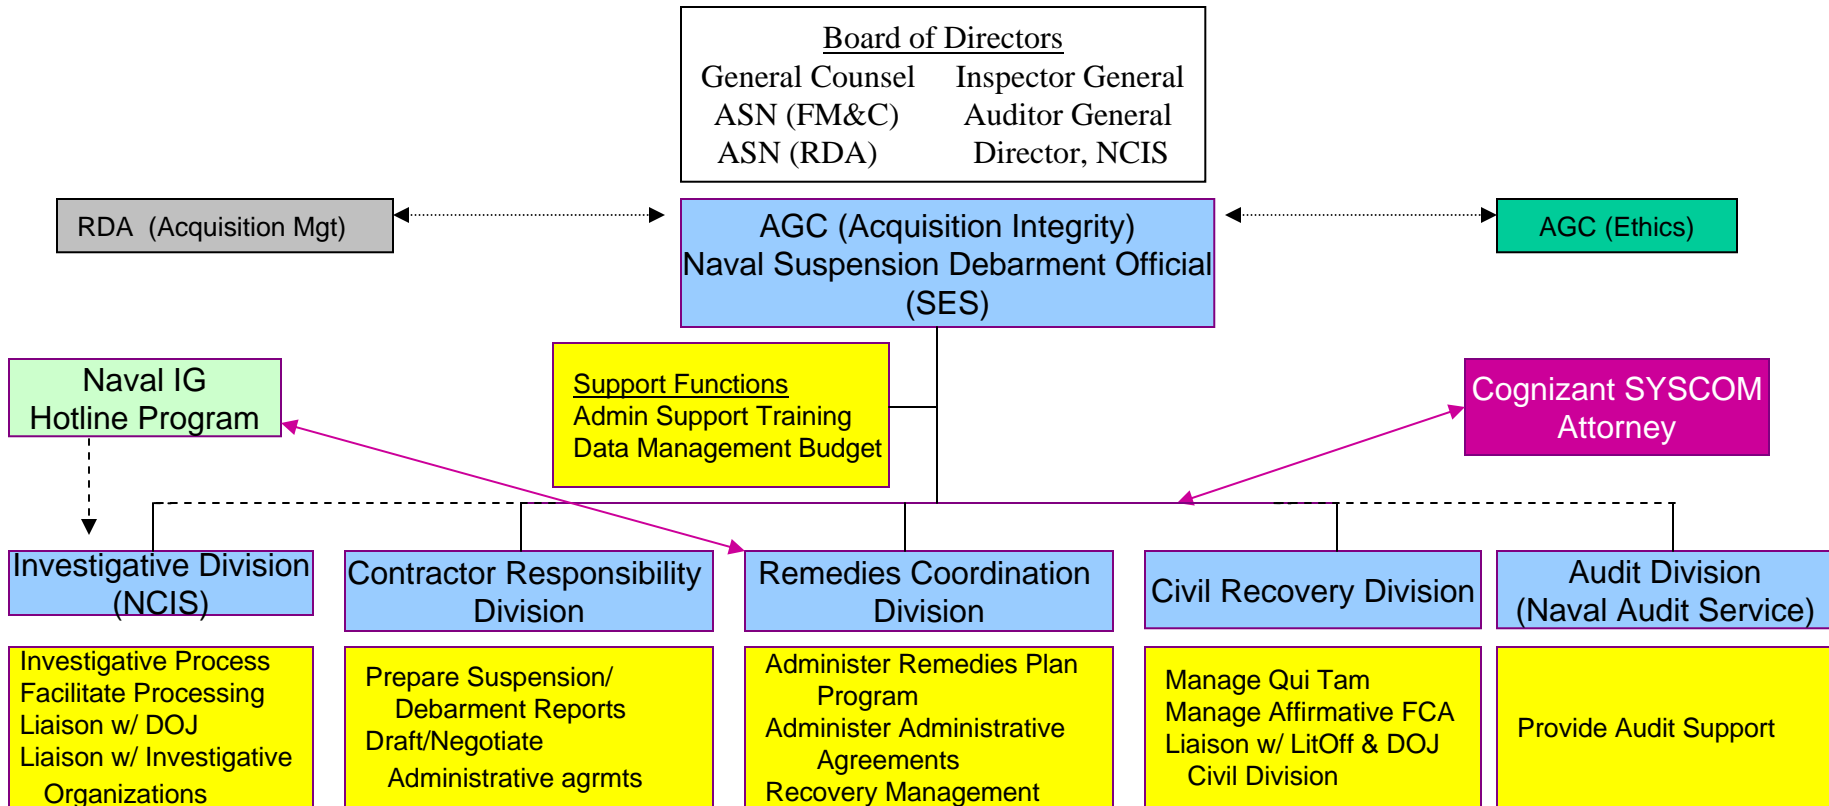 Board of Directors
General Counsel Inspector General
ASN (FM&C) Auditor General
ASN (RDA) Director, NCIS
RDA (Acquisition Mgt)
AGC (Acquisition Integrity)
Naval Suspension Debarment Official
(SES)
AGC (Ethics)
Naval IG
Hotline Program
Support Functions
Admin Support Training
Data Management Budget
Cognizant SYSCOM
Attorney
Investigative Division
(NCIS)
Contractor Responsibility
Division
Remedies Coordination
Division
Civil Recovery Division
Audit Division
(Naval Audit Service)
Investigative Process
Facilitate Processing
Liaison w/ DOJ
Liaison w/ Investigative
Organizations
Prepare Suspension/
Debarment Reports
Draft/Negotiate
Administrative agrmts
Administer Remedies Plan
Program
Administer Administrative
Agreements
Recovery Management
Manage Qui Tam
Manage Affirmative FCA
Liaison w/ LitOff & DOJ
Civil Division
Provide Audit Support